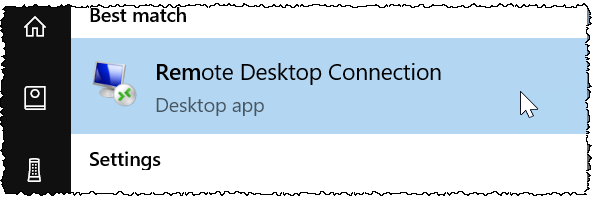 Best match
Remote Desktop Connection
Desktop app
Settings